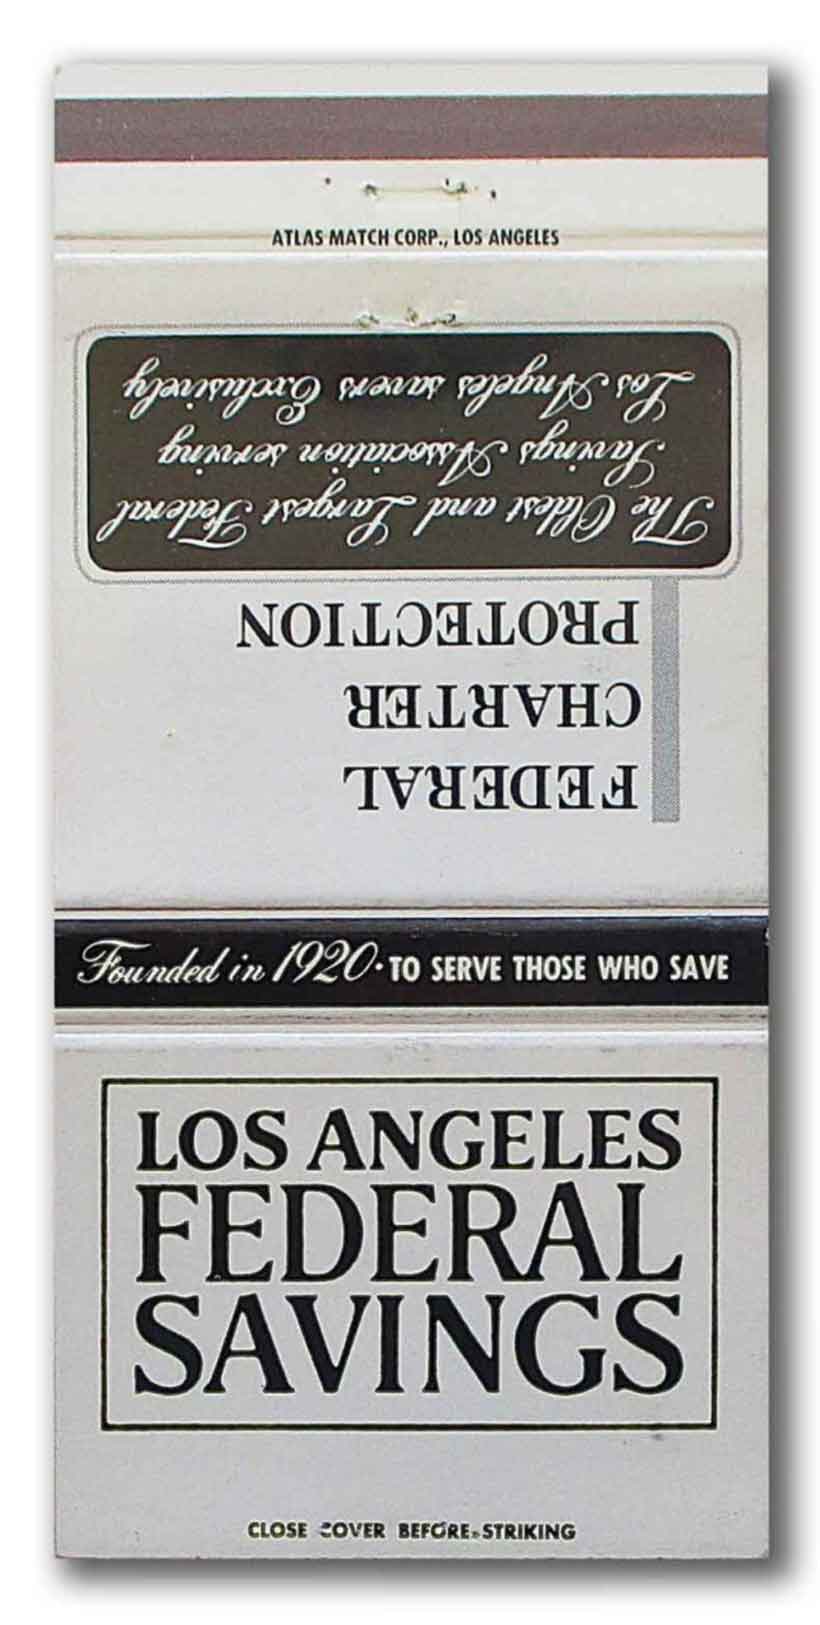 ATLAS MATCH CORP., LOS ANGELES
FEDERAL
CHARTER
PROTECTION
The Oldest and Largest Federal
Savings Association serving
Los Angeles savers Exclusively
Founded in 1920 · TO SERVE THOSE WHO SAVE
LOS ANGELES
FEDERAL
SAVINGS
CLOSE COVER BEFORE STRIKING